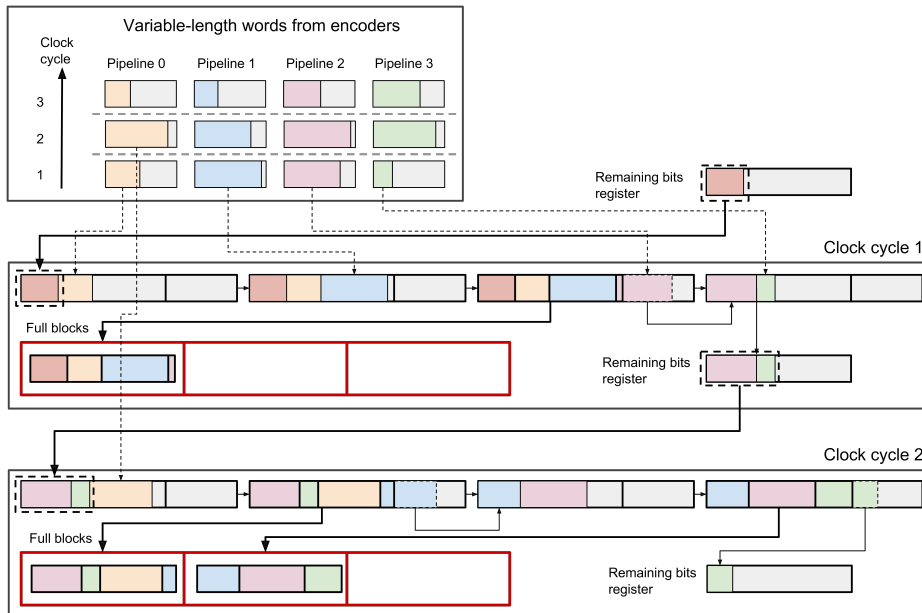 Variable-length words from encoders
Clock
cycle
Pipeline 0
Pipeline 1
Pipeline 2
Pipeline 3
3
2
1
Remaining bits
register
Clock cycle 1
Full blocks
Remaining bits
register
Clock cycle 2
Full blocks
Remaining bits
register